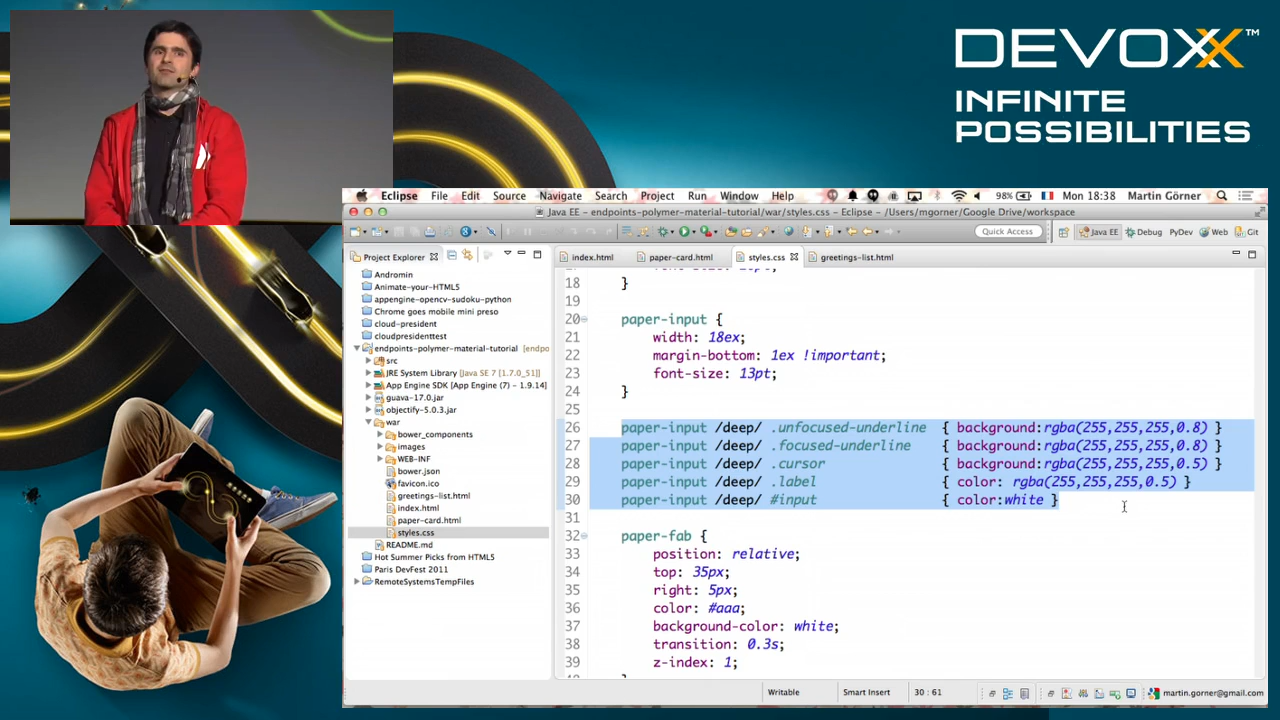 DEVOXX™
INFINITE
POSSIBILITIES
Eclipse File Edit Source Navigate Search Project Run Window Help 98% Mon 18:38 Martin Görner
Java EE - endpoints-polymer-material-tutorial/war/styles.css - Eclipse - /Users/mgorner/Google Drive/workspace
Quick Access Java EE Debug PyDev Web Git
Project Explorer
index.html paper-card.html styles.css greetings-list.html
Andromin
Animate-your-HTML5
appengine-opencv-sudoku-python
Chrome goes mobile mini preso
cloud-president
cloudpresidenttest
endpoints-polymer-material-tutorial [endpo
src
JRE System Library [Java SE 7 [1.7.0_51]
App Engine SDK [App Engine (7) - 1.9.14]
guava-17.0.jar
objectify-5.0.3.jar
war
bower_components
images
WEB-INF
bower.json
favicon.ico
greetings-list.html
index.html
paper-card.html
styles.css
README.md
Hot Summer Picks from HTML5
Paris DevFest 2011
RemoteSystemsTempFiles
18 }
19
20 paper-input {
21 width: 18ex;
22 margin-bottom: 1ex !important;
23 font-size: 13pt;
24 }
25
26 paper-input /deep/ .unfocused-underline { background:rgba(255,255,255,0.8) }
27 paper-input /deep/ .focused-underline { background:rgba(255,255,255,0.8) }
28 paper-input /deep/ .cursor { background:rgba(255,255,255,0.5) }
29 paper-input /deep/ .label { color: rgba(255,255,255,0.5) }
30 paper-input /deep/ #input { color:white }
31
32 paper-fab {
33 position: relative;
34 top: 35px;
35 right: 5px;
36 color: #aaa;
37 background-color: white;
38 transition: 0.3s;
39 z-index: 1;
Writable Smart Insert 30 : 61 martin.gorner@gmail.com